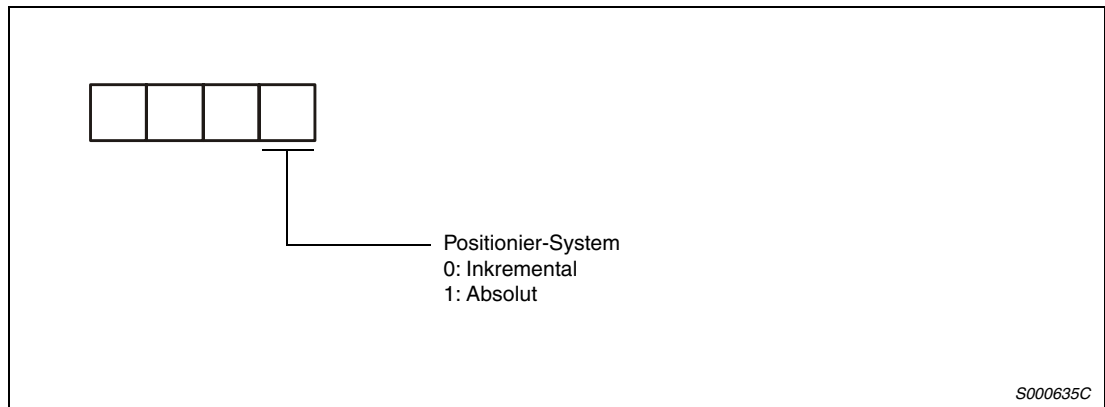 Positionier-System
0: Inkremental
1: Absolut
S000635C